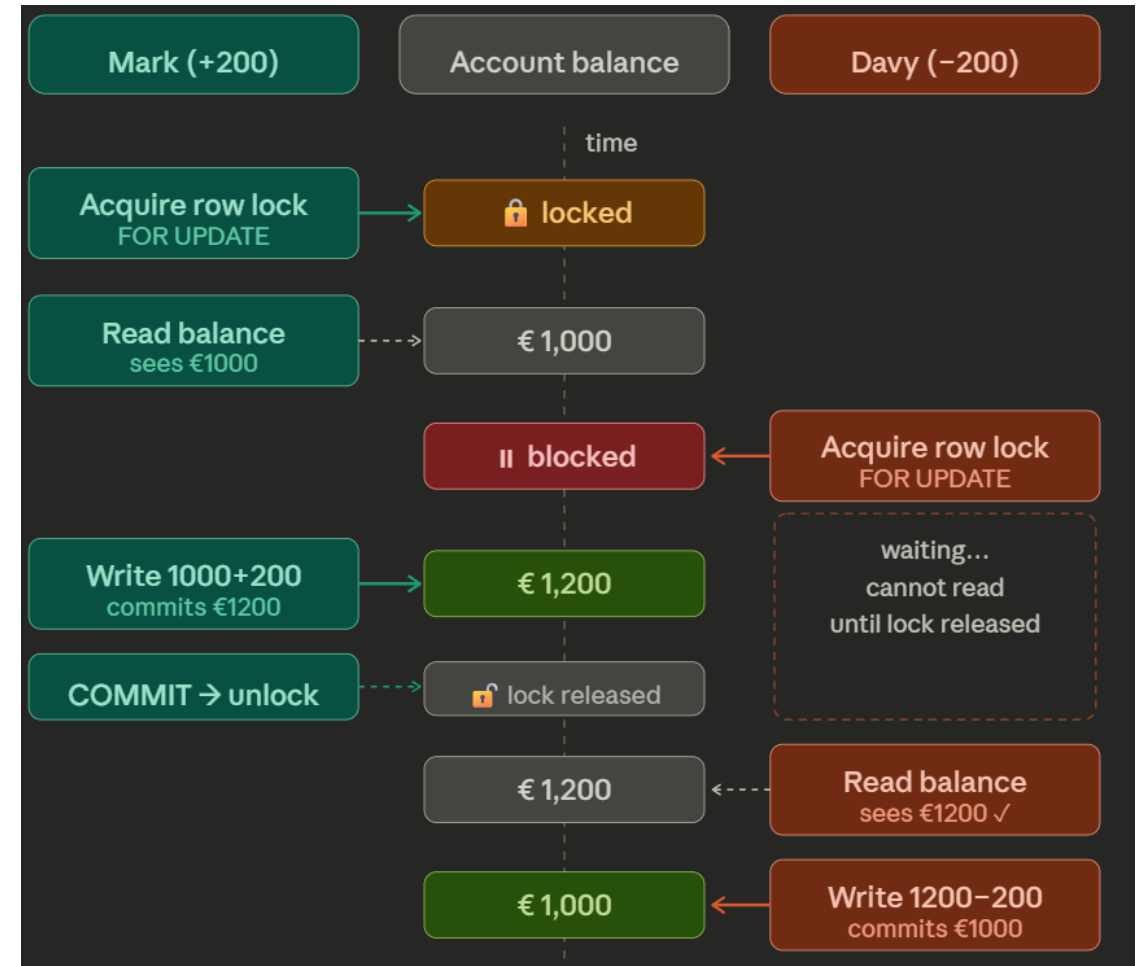 Mark (+200)
Account balance
Davy (−200)
time
Acquire row lock
FOR UPDATE
🔒 locked
Read balance
sees €1000
€ 1,000
⏸ blocked
Acquire row lock
FOR UPDATE
waiting...
cannot read
until lock released
Write 1000+200
commits €1200
€ 1,200
COMMIT → unlock
🔓 lock released
€ 1,200
Read balance
sees €1200 ✓
€ 1,000
Write 1200−200
commits €1000